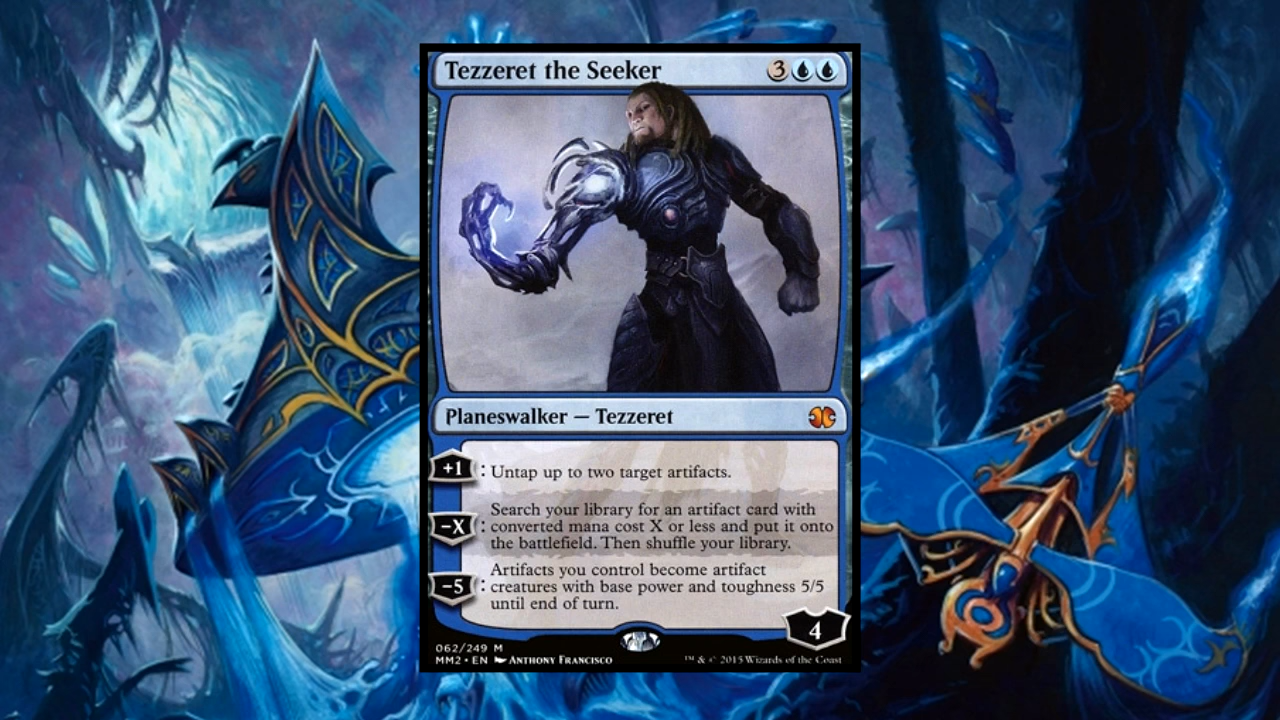 Tezzeret the Seeker 3
Planeswalker — Tezzeret
+1 : Untap up to two target artifacts.
Search your library for an artifact card with
−X : converted mana cost X or less and put it onto
the battlefield. Then shuffle your library.
Artifacts you control become artifact
−5 : creatures with base power and toughness 5/5
until end of turn.
4
062/249 M
MM2 • EN Anthony Francisco ™ & © 2015 Wizards of the Coast